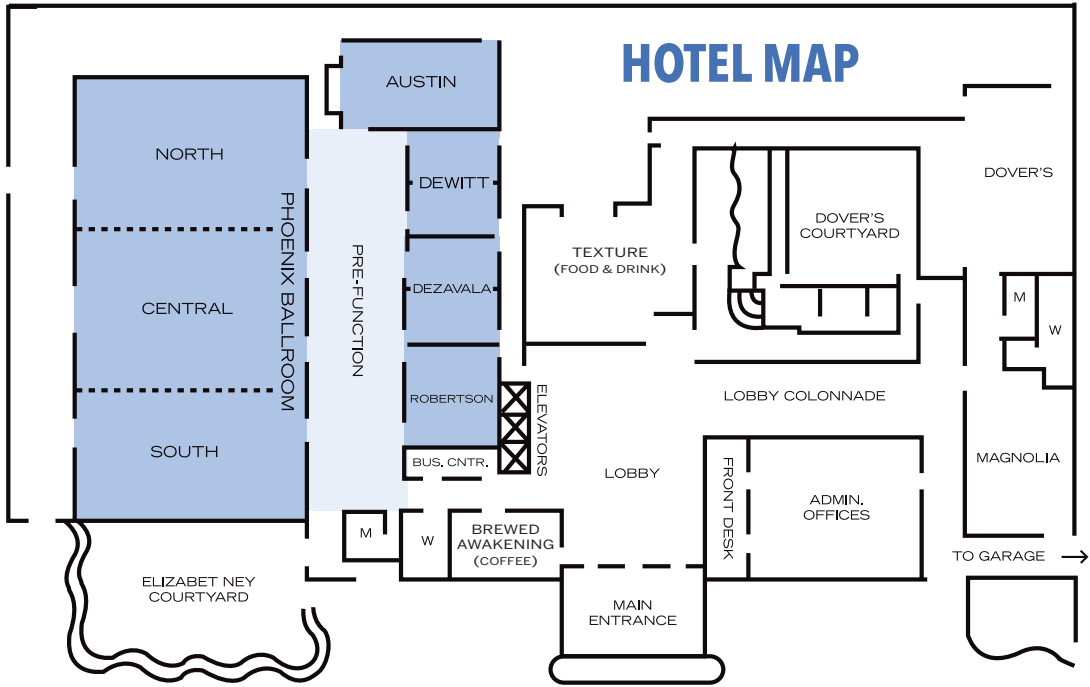 HOTEL MAP
AUSTIN
NORTH
DEWITT
DOVER'S
DOVER'S
COURTYARD
PHOENIX BALLROOM
PRE-FUNCTION
TEXTURE
(FOOD & DRINK)
CENTRAL
DEZAVALA
M
W
ROBERTSON
ELEVATORS
LOBBY COLONNADE
SOUTH
BUS. CNTR.
LOBBY
FRONT DESK
MAGNOLIA
ADMIN.
OFFICES
M
W
BREWED
AWAKENING
(COFFEE)
TO GARAGE
ELIZABET NEY
COURTYARD
MAIN
ENTRANCE